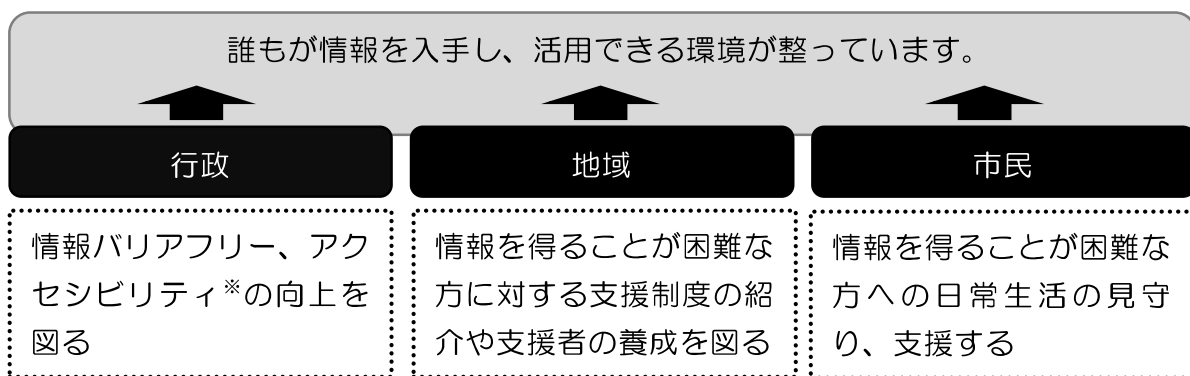 誰もが情報を入手し、活用できる環境が整っています。
行政
地域
市民
情報バリアフリー、アク
セシビリティ※の向上を
図る
情報を得ることが困難な
方に対する支援制度の紹
介や支援者の養成を図る
情報を得ることが困難な
方への日常生活の見守
り、支援する